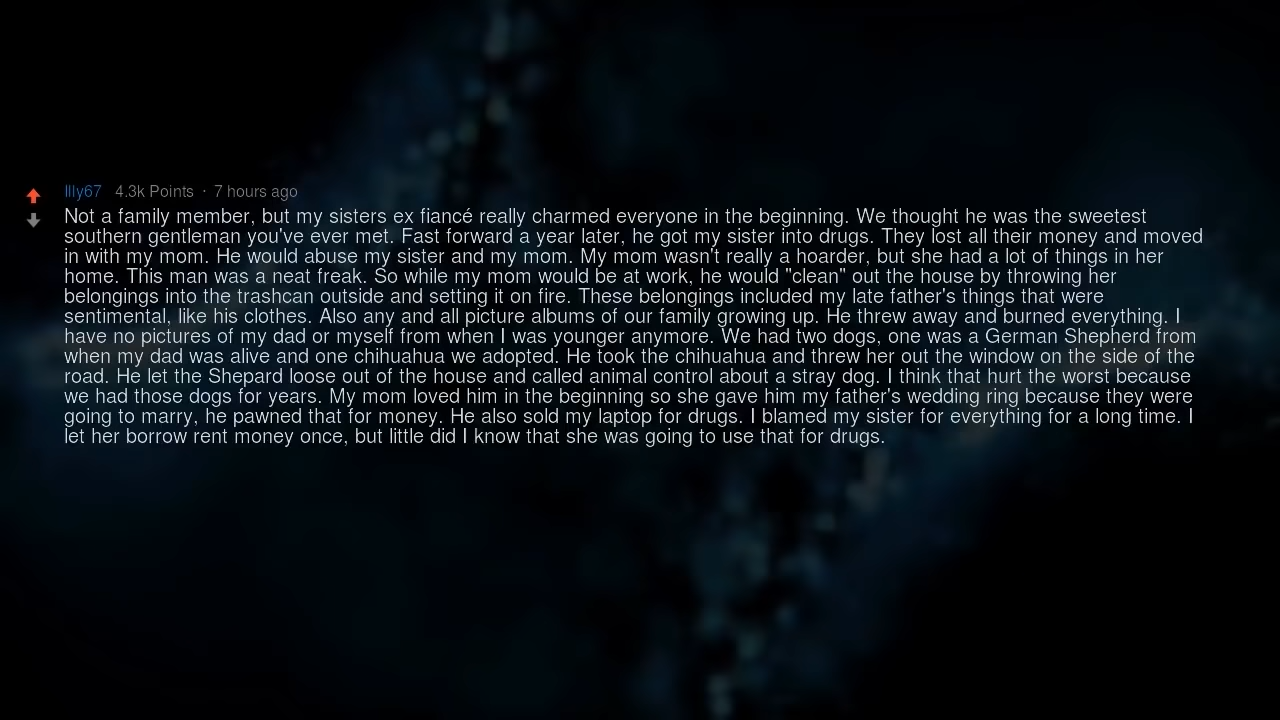 Illy67 4.3k Points · 7 hours ago
Not a family member, but my sisters ex fiance really charmed everyone in the beginning. We thought he was the sweetest
southern gentleman you've ever met. Fast forward a year later, he got my sister into drugs. They lost all their money and moved
in with my mom. He would abuse my sister and my mom. My mom wasn't really a hoarder, but she had a lot of things in her
home. This man was a neat freak. So while my mom would be at work, he would "clean" out the house by throwing her
belongings into the trashcan outside and setting it on fire. These belongings included my late father's things that were
sentimental, like his clothes. Also any and all picture albums of our family growing up. He threw away and burned everything. I
have no pictures of my dad or myself from when I was younger anymore. We had two dogs, one was a German Shepherd from
when my dad was alive and one chihuahua we adopted. He took the chihuahua and threw her out the window on the side of the
road. He let the Shepard loose out of the house and called animal control about a stray dog. I think that hurt the worst because
we had those dogs for years. My mom loved him in the beginning so she gave him my father's wedding ring because they were
going to marry, he pawned that for money. He also sold my laptop for drugs. I blamed my sister for everything for a long time. I
let her borrow rent money once, but little did I know that she was going to use that for drugs.